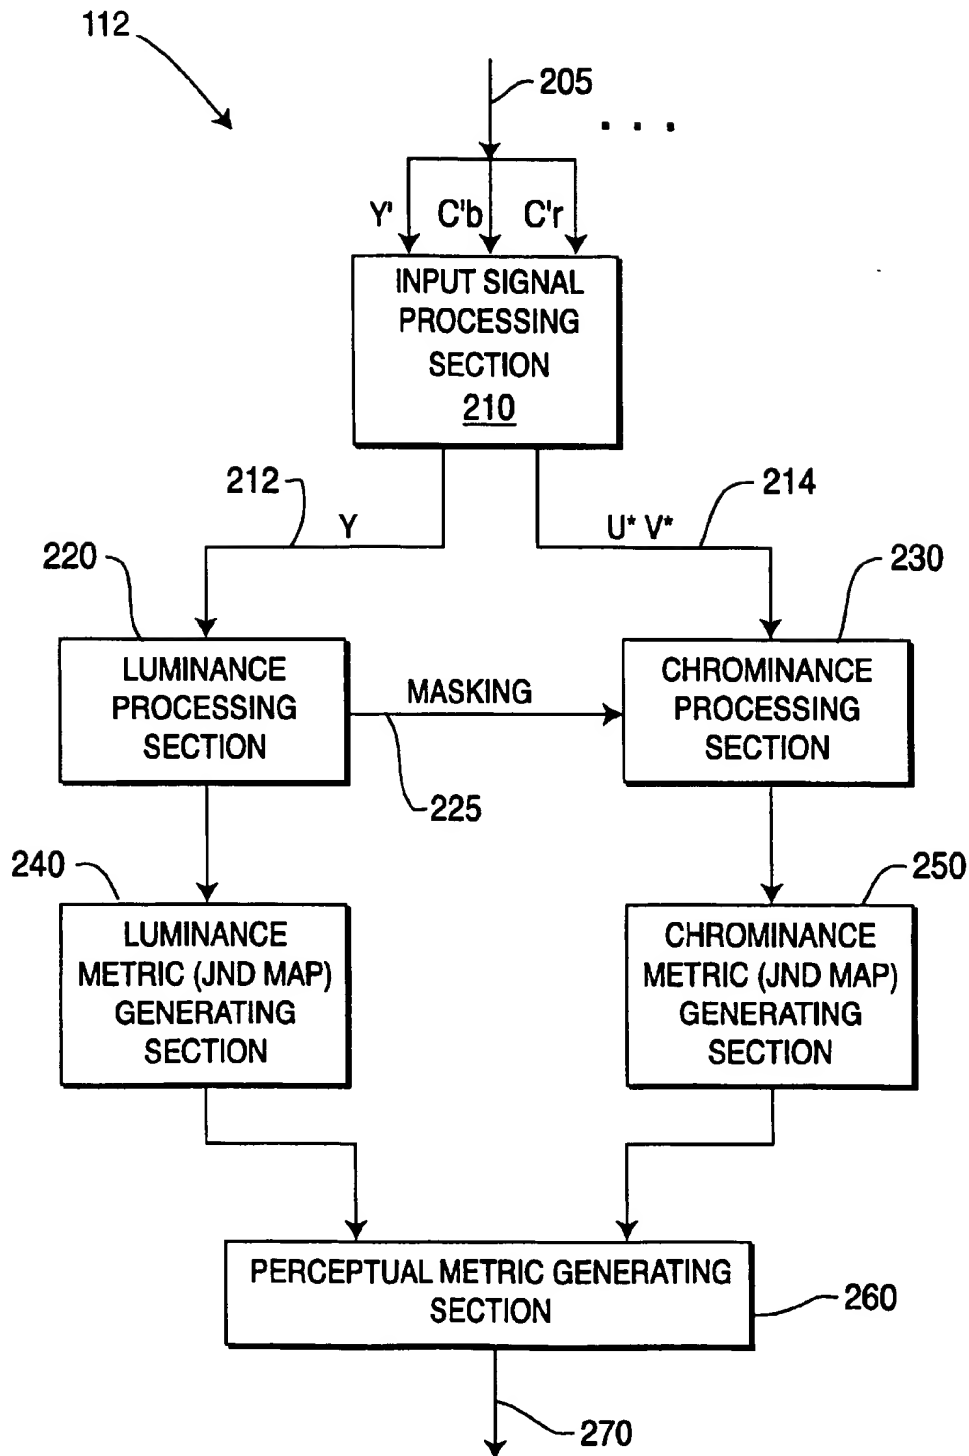 112
205
. . .
Y' C'b C'r
INPUT SIGNAL
PROCESSING
SECTION
210
212
214
Y
U* V*
220
230
LUMINANCE
PROCESSING
SECTION
MASKING
CHROMINANCE
PROCESSING
SECTION
225
240
250
LUMINANCE
METRIC (JND MAP)
GENERATING
SECTION
CHROMINANCE
METRIC (JND MAP)
GENERATING
SECTION
PERCEPTUAL METRIC GENERATING
SECTION
260
270